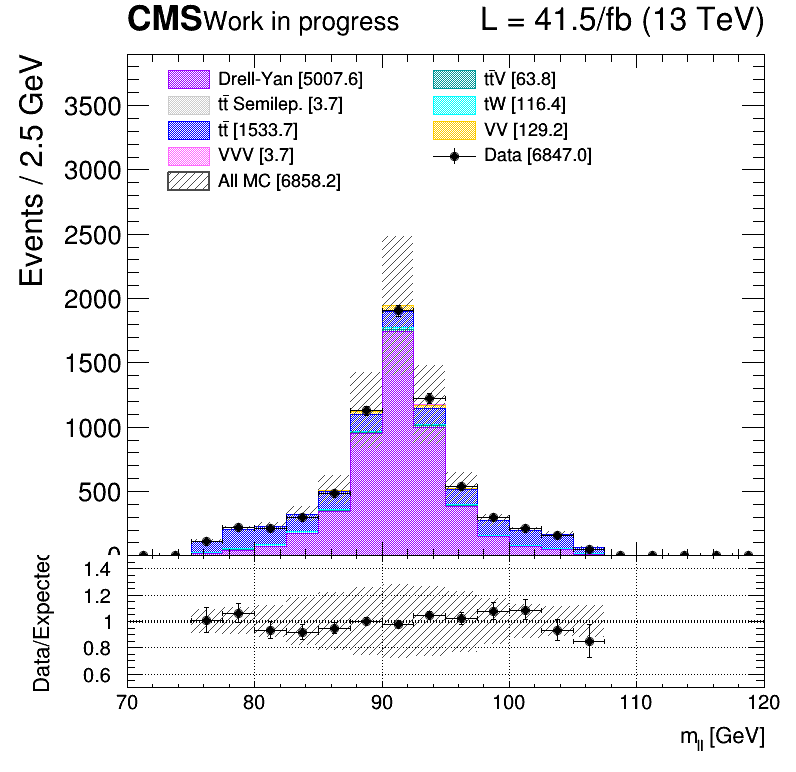 CMS Work in progress L = 41.5/fb (13 TeV)
Events / 2.5 GeV
Drell-Yan [5007.6]
tt̄ Semilep. [3.7]
tt̄ [1533.7]
VVV [3.7]
All MC [6858.2]
tt̄V [63.8]
tW [116.4]
VV [129.2]
Data [6847.0]
3500
3000
2500
2000
1500
1000
500
0
Data/Expected
1.4
1.2
1
0.8
0.6
70 80 90 100 110 120
m_ll [GeV]